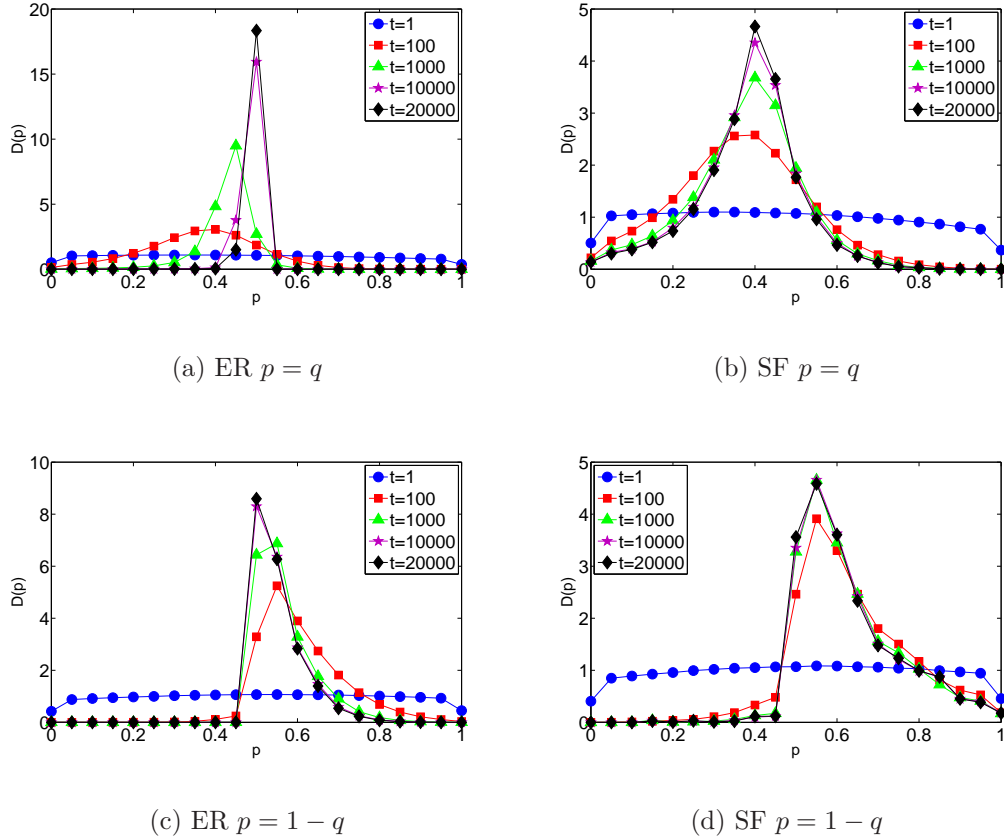 20
15
10
5
0
0
0.2
0.4
0.6
0.8
1
D(p)
p
t=1
t=100
t=1000
t=10000
t=20000
(a) ER p = q
5
4
3
2
1
0
0
0.2
0.4
0.6
0.8
1
D(p)
p
t=1
t=100
t=1000
t=10000
t=20000
(b) SF p = q
10
8
6
4
2
0
0
0.2
0.4
0.6
0.8
1
D(p)
p
t=1
t=100
t=1000
t=10000
t=20000
(c) ER p = 1 − q
5
4
3
2
1
0
0
0.2
0.4
0.6
0.8
1
D(p)
p
t=1
t=100
t=1000
t=10000
t=20000
(d) SF p = 1 − q